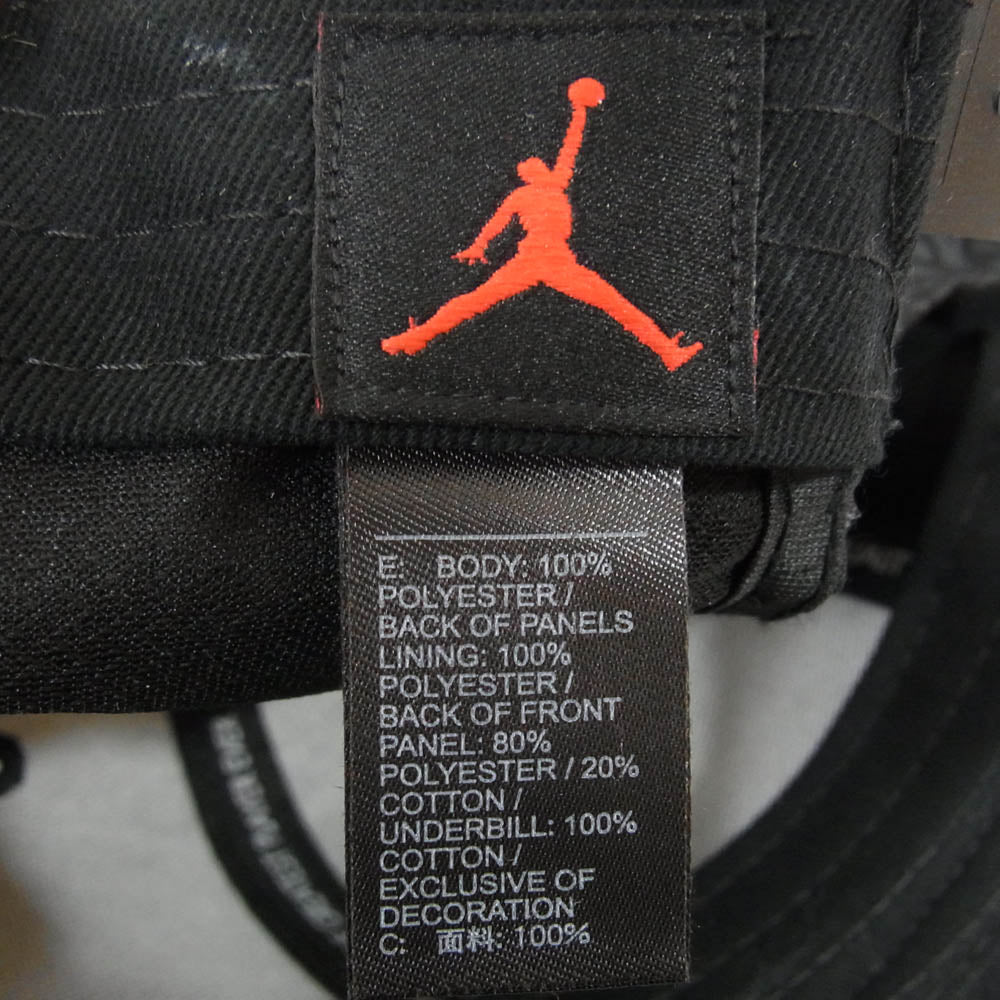 E: BODY: 100%
POLYESTER /
BACK OF PANELS
LINING: 100%
POLYESTER /
BACK OF FRONT
PANEL: 80%
POLYESTER / 20%
COTTON /
UNDERBILL: 100%
COTTON /
EXCLUSIVE OF
DECORATION
C: 面料: 100%